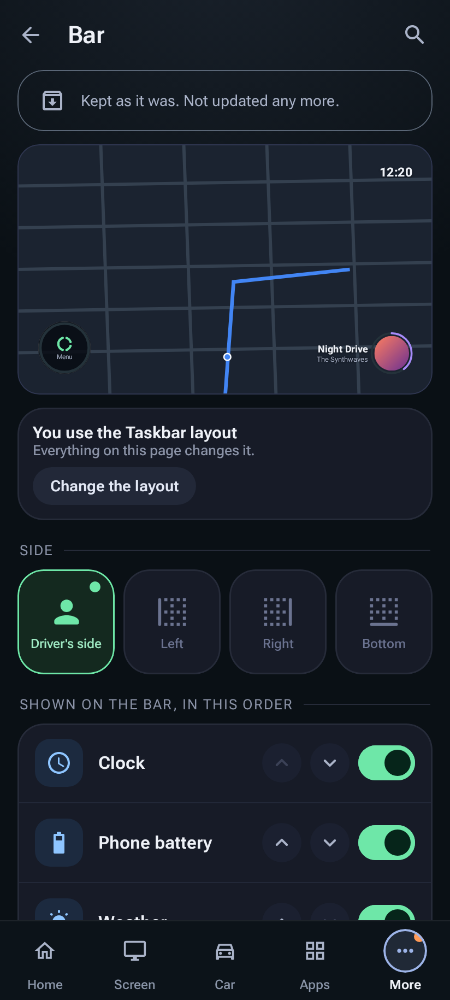 Bar
Kept as it was. Not updated any more.
12:20
Menu
Night Drive
The Synthwaves
You use the Taskbar layout
Everything on this page changes it.
Change the layout
SIDE
Driver's side
Left
Right
Bottom
SHOWN ON THE BAR, IN THIS ORDER
Clock
Phone battery
Weather
Home
Screen
Car
Apps
More